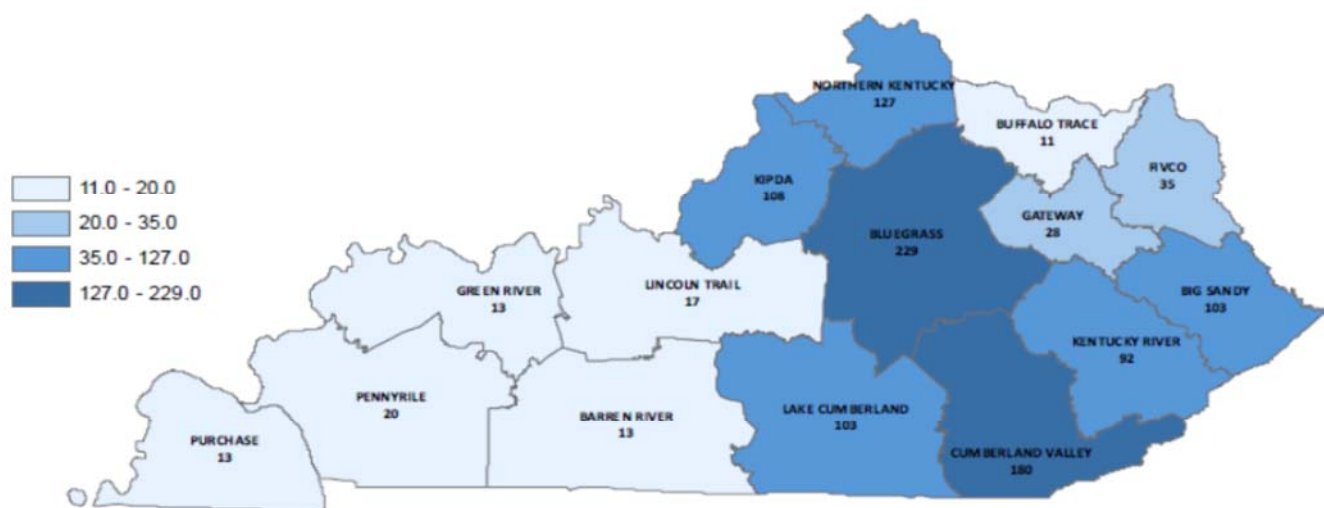 11.0 - 20.0
20.0 - 35.0
35.0 - 127.0
127.0 - 229.0
NORTHERN KENTUCKY
127
BUFFALO TRACE
11
FIVCO
35
KIPDA
108
GATEWAY
28
BLUEGRASS
229
LINCOLN TRAIL
17
GREEN RIVER
13
BIG SANDY
103
KENTUCKY RIVER
92
PENNYRILE
20
BARREN RIVER
13
LAKE CUMBERLAND
103
PURCHASE
13
CUMBERLAND VALLEY
180